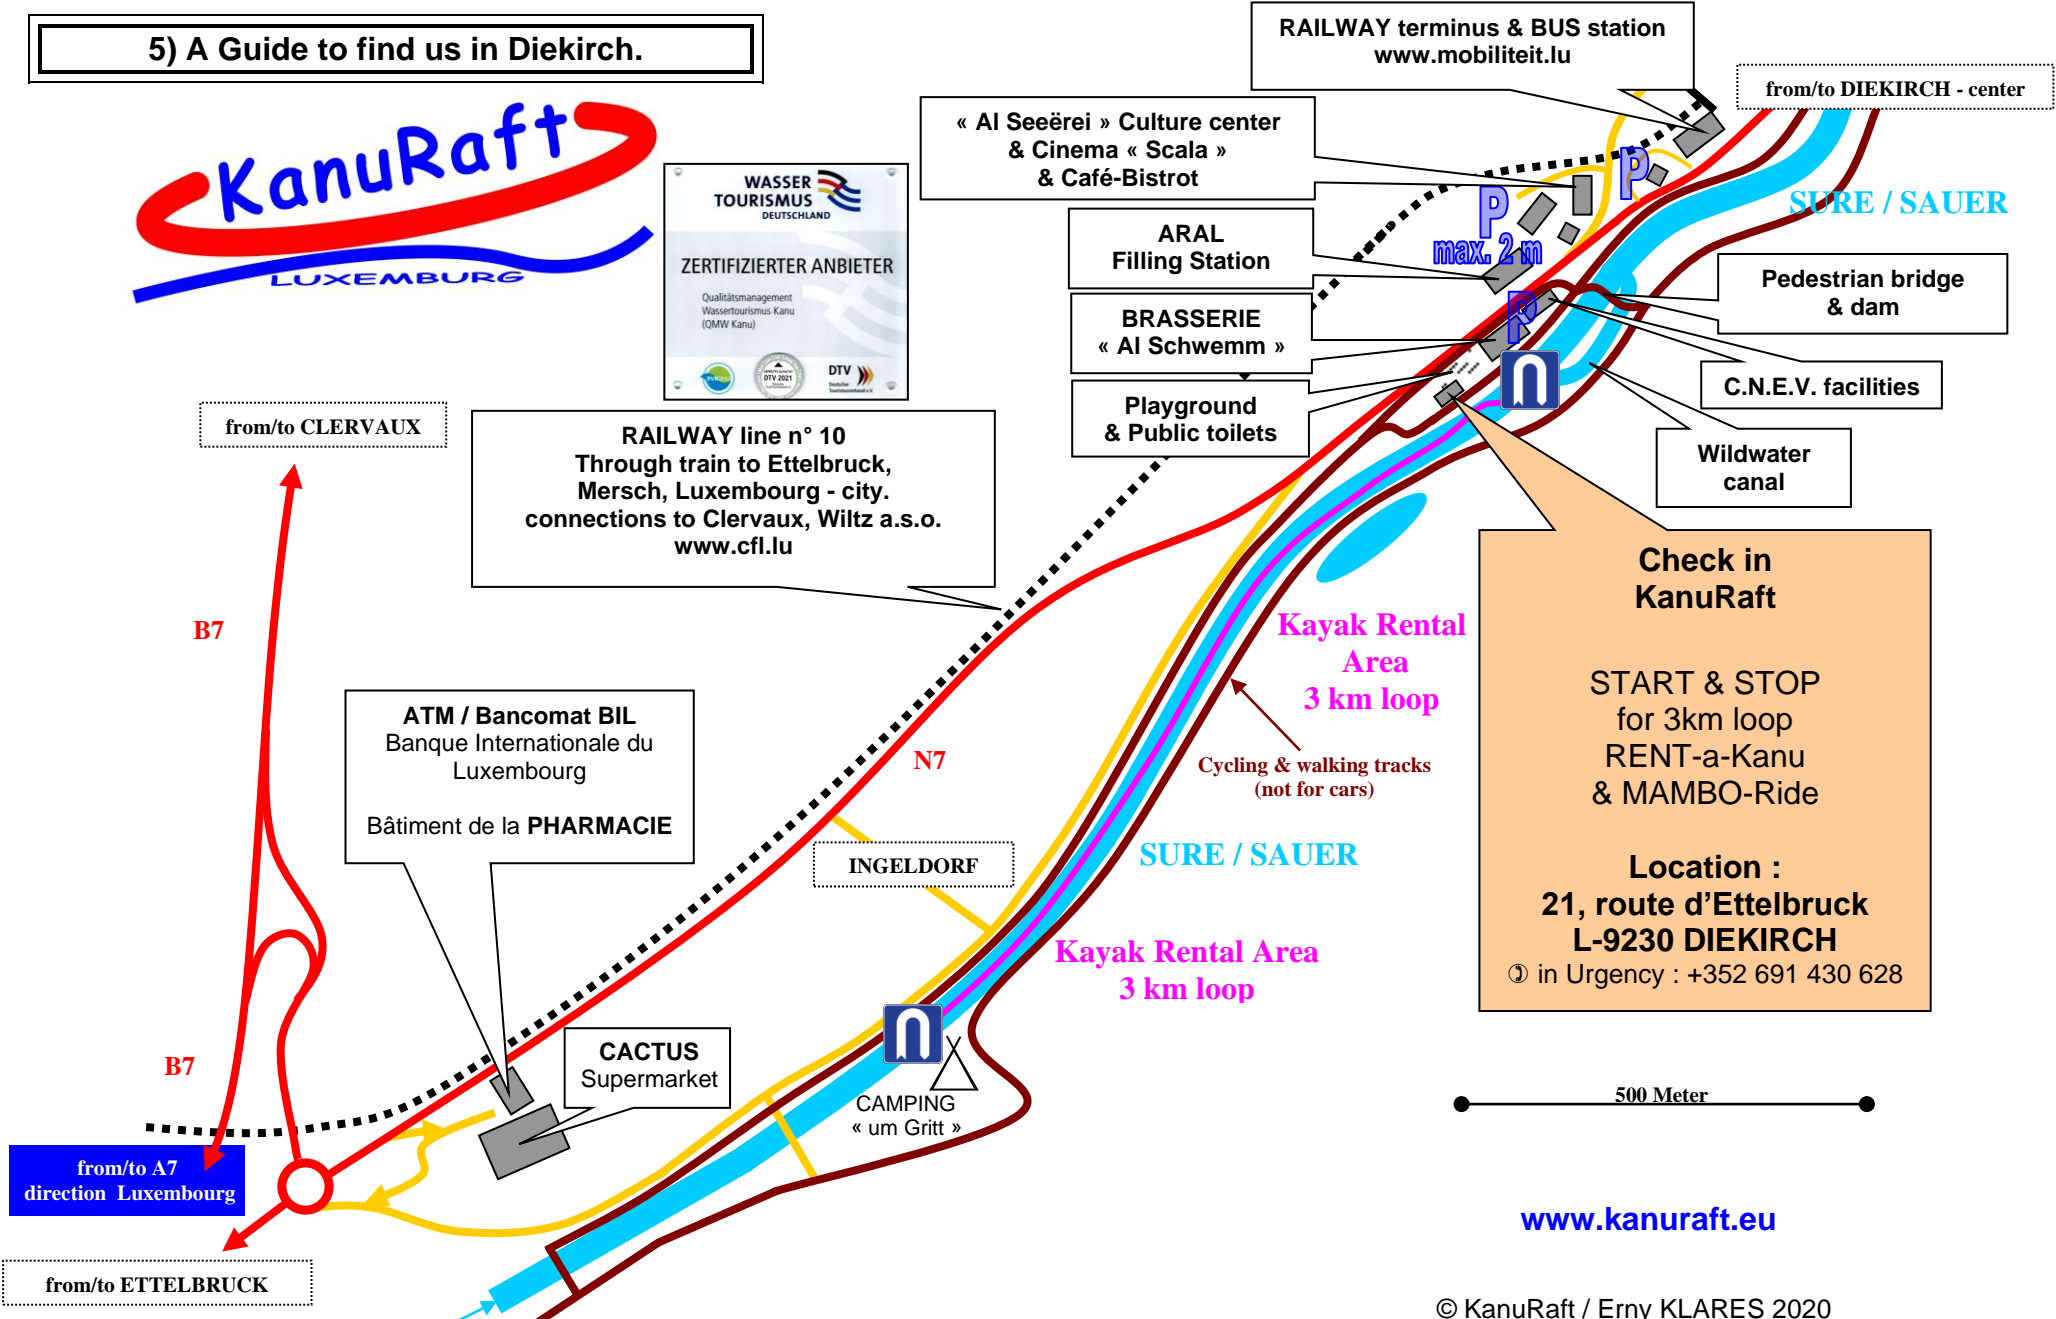 5) A Guide to find us in Diekirch.
KanuRaft
LUXEMBURG
WASSER
TOURISMUS
DEUTSCHLAND
ZERTIFIZIERTER ANBIETER
Qualitätsmanagement
Wassertourismus Kanu
(QMW Kanu)
DTV 2021
DTV
RAILWAY terminus & BUS station
www.mobiliteit.lu
from/to DIEKIRCH - center
« Al Seeërei » Culture center
& Cinema « Scala »
& Café-Bistrot
P
P
max. 2 m
SURE / SAUER
ARAL
Filling Station
Pedestrian bridge
& dam
BRASSERIE
« Al Schwemm »
P
C.N.E.V. facilities
Playground
& Public toilets
Wildwater
canal
from/to CLERVAUX
RAILWAY line n° 10
Through train to Ettelbruck,
Mersch, Luxembourg - city.
connections to Clervaux, Wiltz a.s.o.
www.cfl.lu
Check in
KanuRaft
START & STOP
for 3km loop
RENT-a-Kanu
& MAMBO-Ride
Location :
21, route d’Ettelbruck
L-9230 DIEKIRCH
✆ in Urgency : +352 691 430 628
B7
Kayak Rental
Area
3 km loop
ATM / Bancomat BIL
Banque Internationale du
Luxembourg
Bâtiment de la PHARMACIE
N7
Cycling & walking tracks
(not for cars)
INGELDORF
SURE / SAUER
Kayak Rental Area
3 km loop
B7
CACTUS
Supermarket
CAMPING
« um Gritt »
500 Meter
from/to A7
direction Luxembourg
from/to ETTELBRUCK
www.kanuraft.eu
© KanuRaft / Erny KLARES 2020